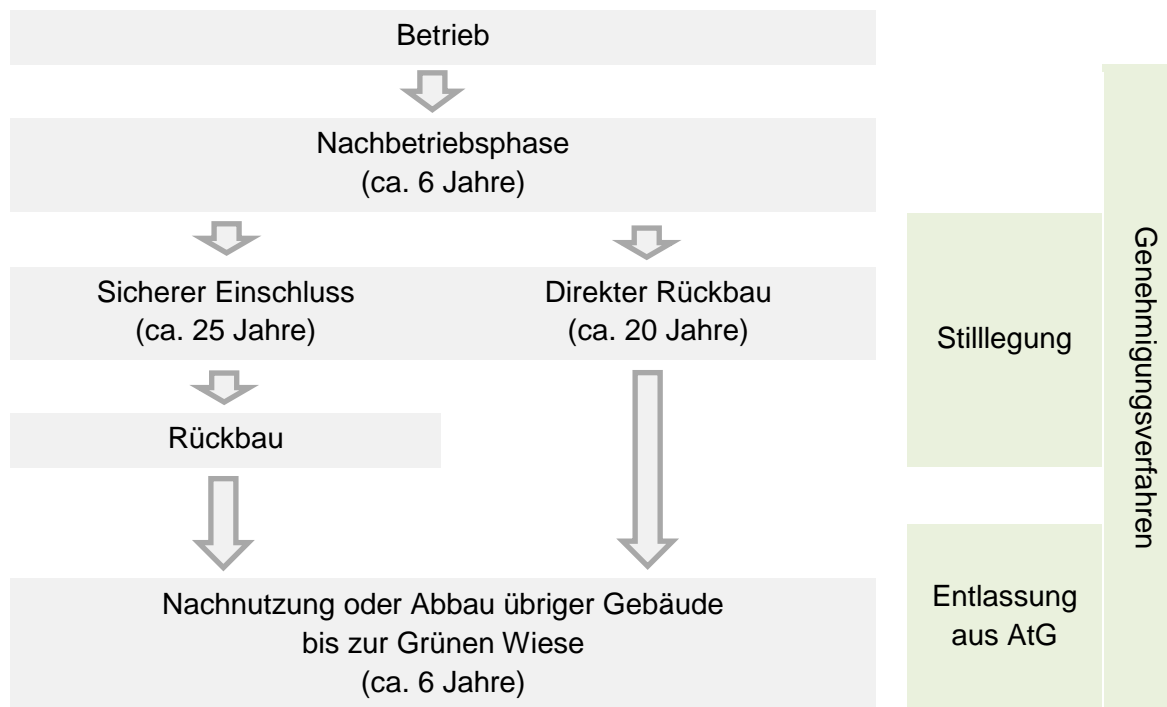 Betrieb
Nachbetriebsphase
(ca. 6 Jahre)
Sicherer Einschluss
(ca. 25 Jahre)
Direkter Rückbau
(ca. 20 Jahre)
Rückbau
Nachnutzung oder Abbau übriger Gebäude
bis zur Grünen Wiese
(ca. 6 Jahre)
Stilllegung
Entlassung
aus AtG
Genehmigungsverfahren